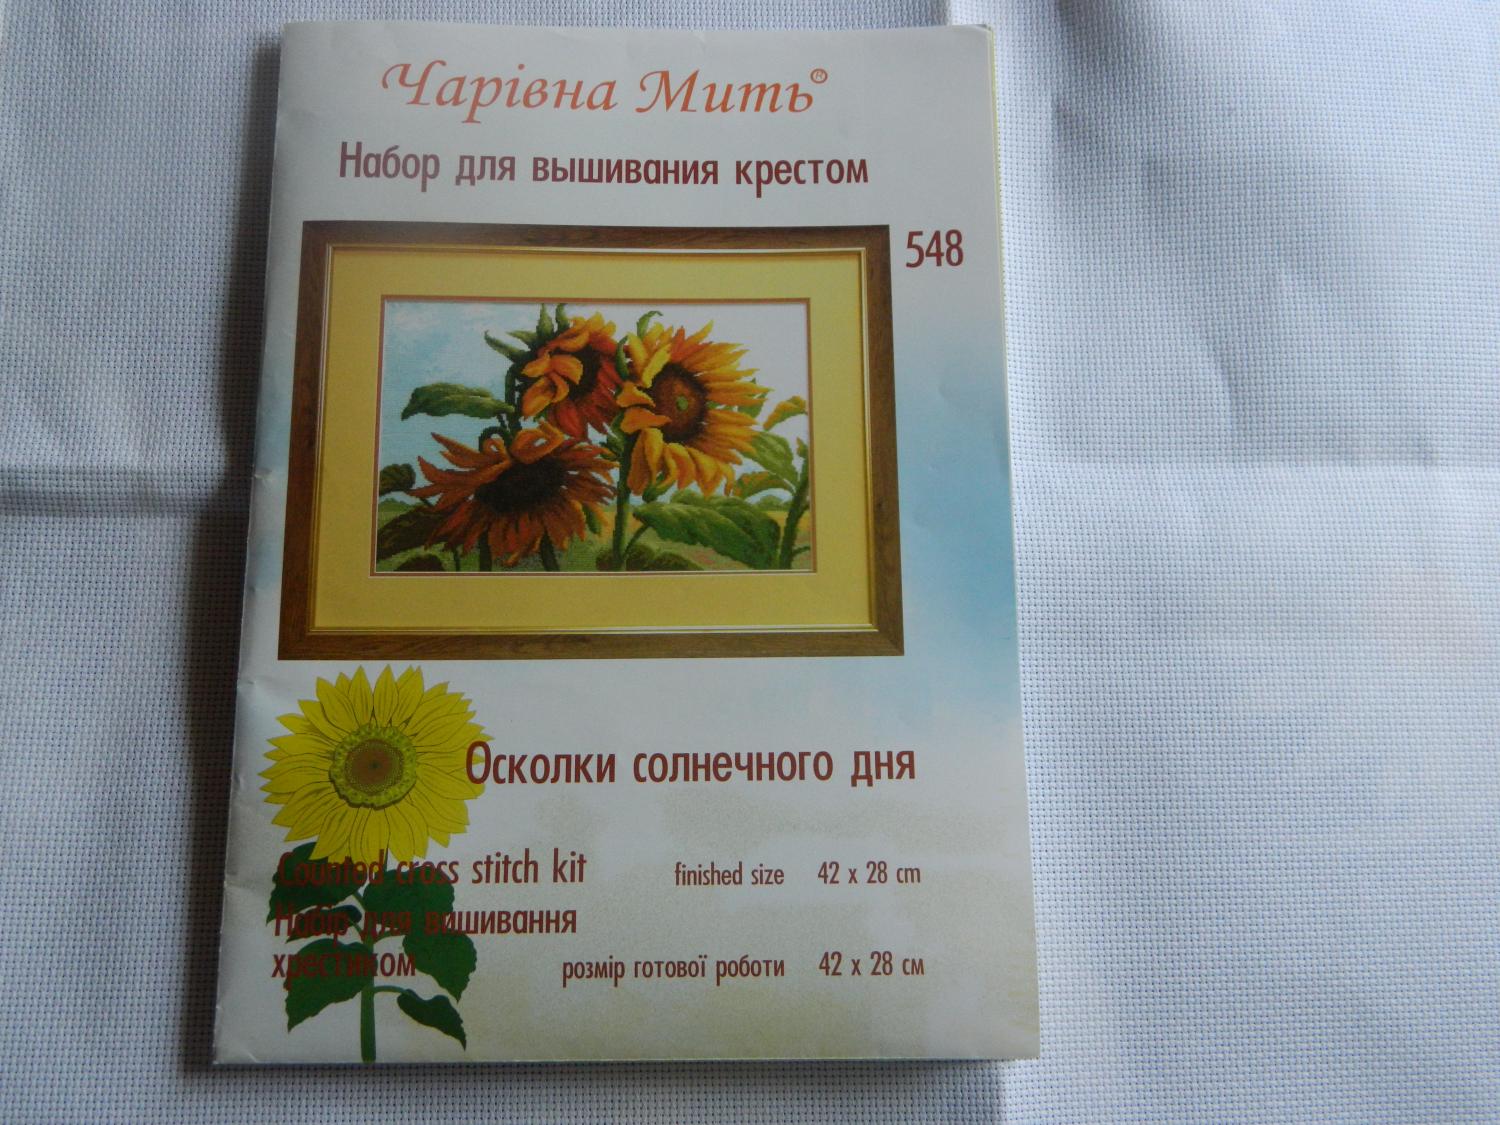 Чарівна Мить®
Набор для вышивания крестом
548
Осколки солнечного дня
Counted cross stitch kit
finished size 42 x 28 cm
Набір для вишивання
хрестиком
розмір готової роботи 42 x 28 см